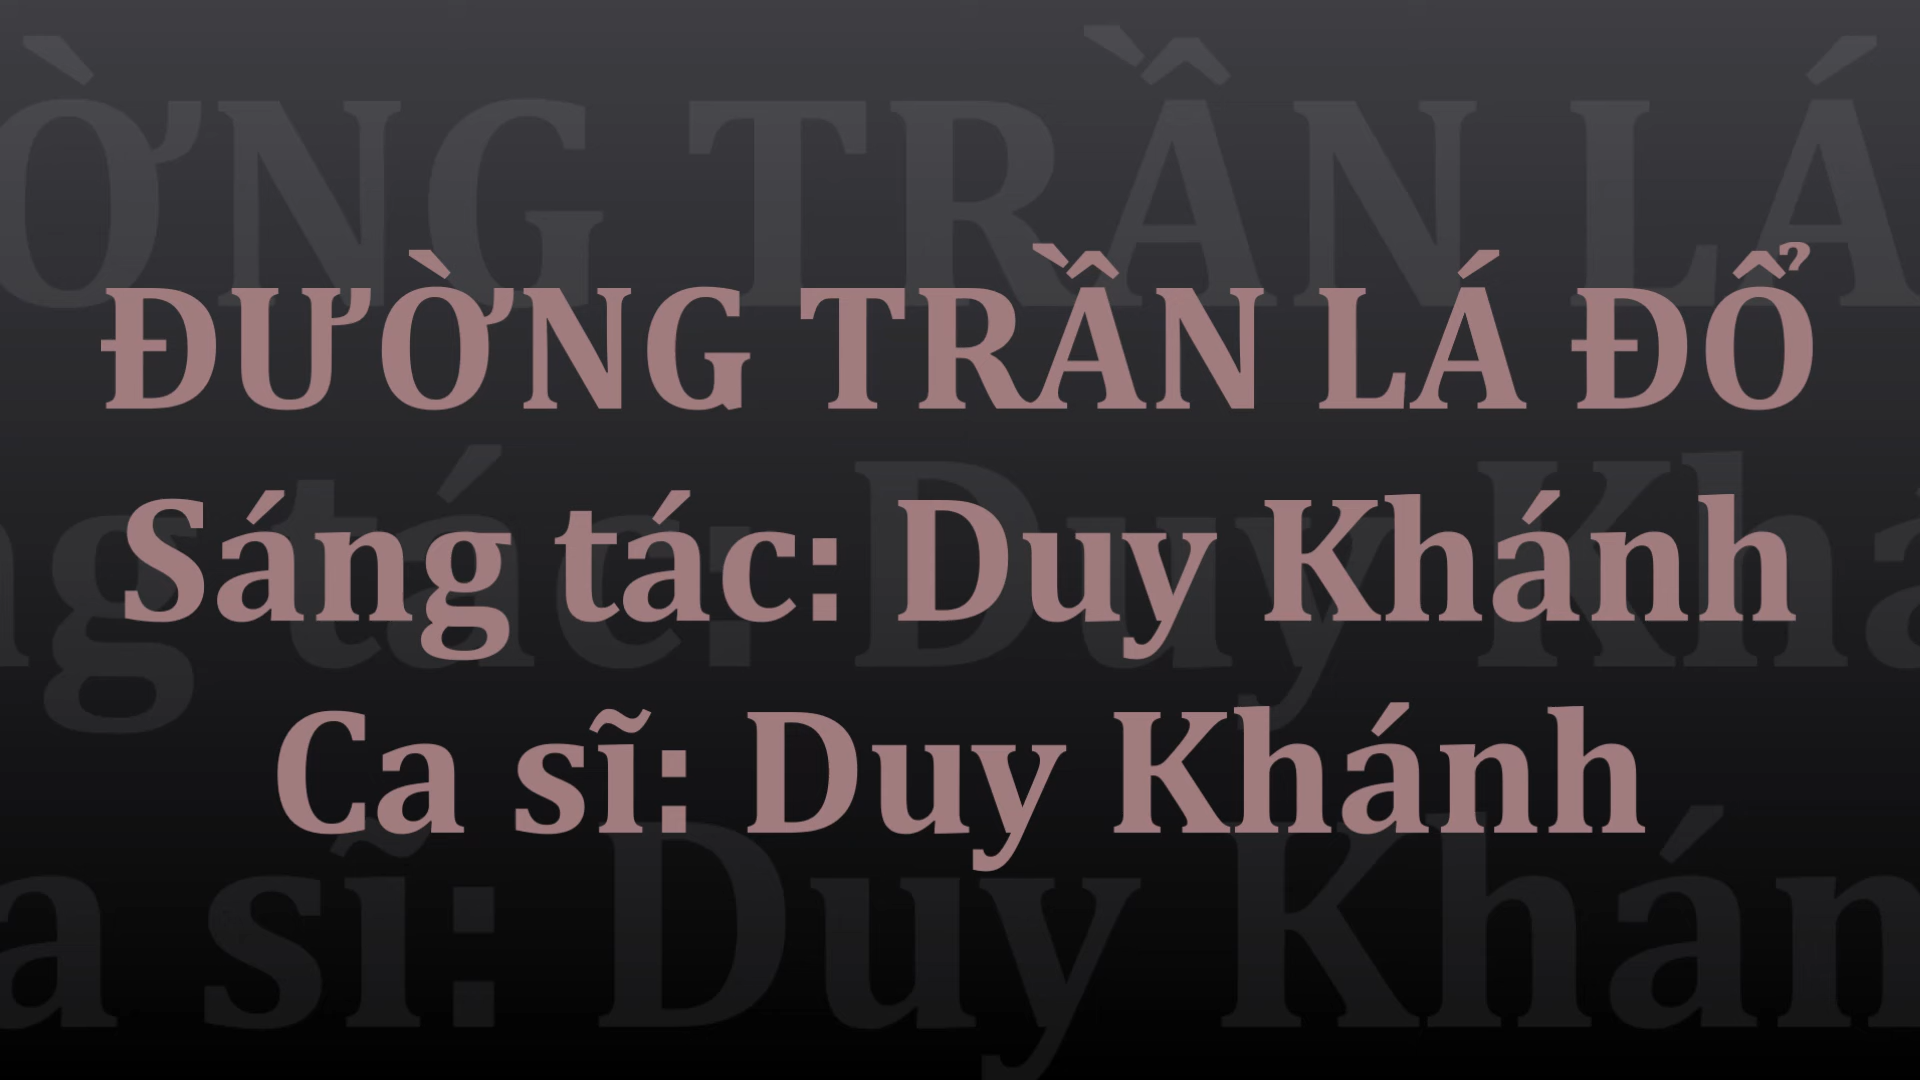 ĐƯỜNG TRẦN LÁ ĐỔ
Sáng tác: Duy Khánh
Ca sĩ: Duy Khánh